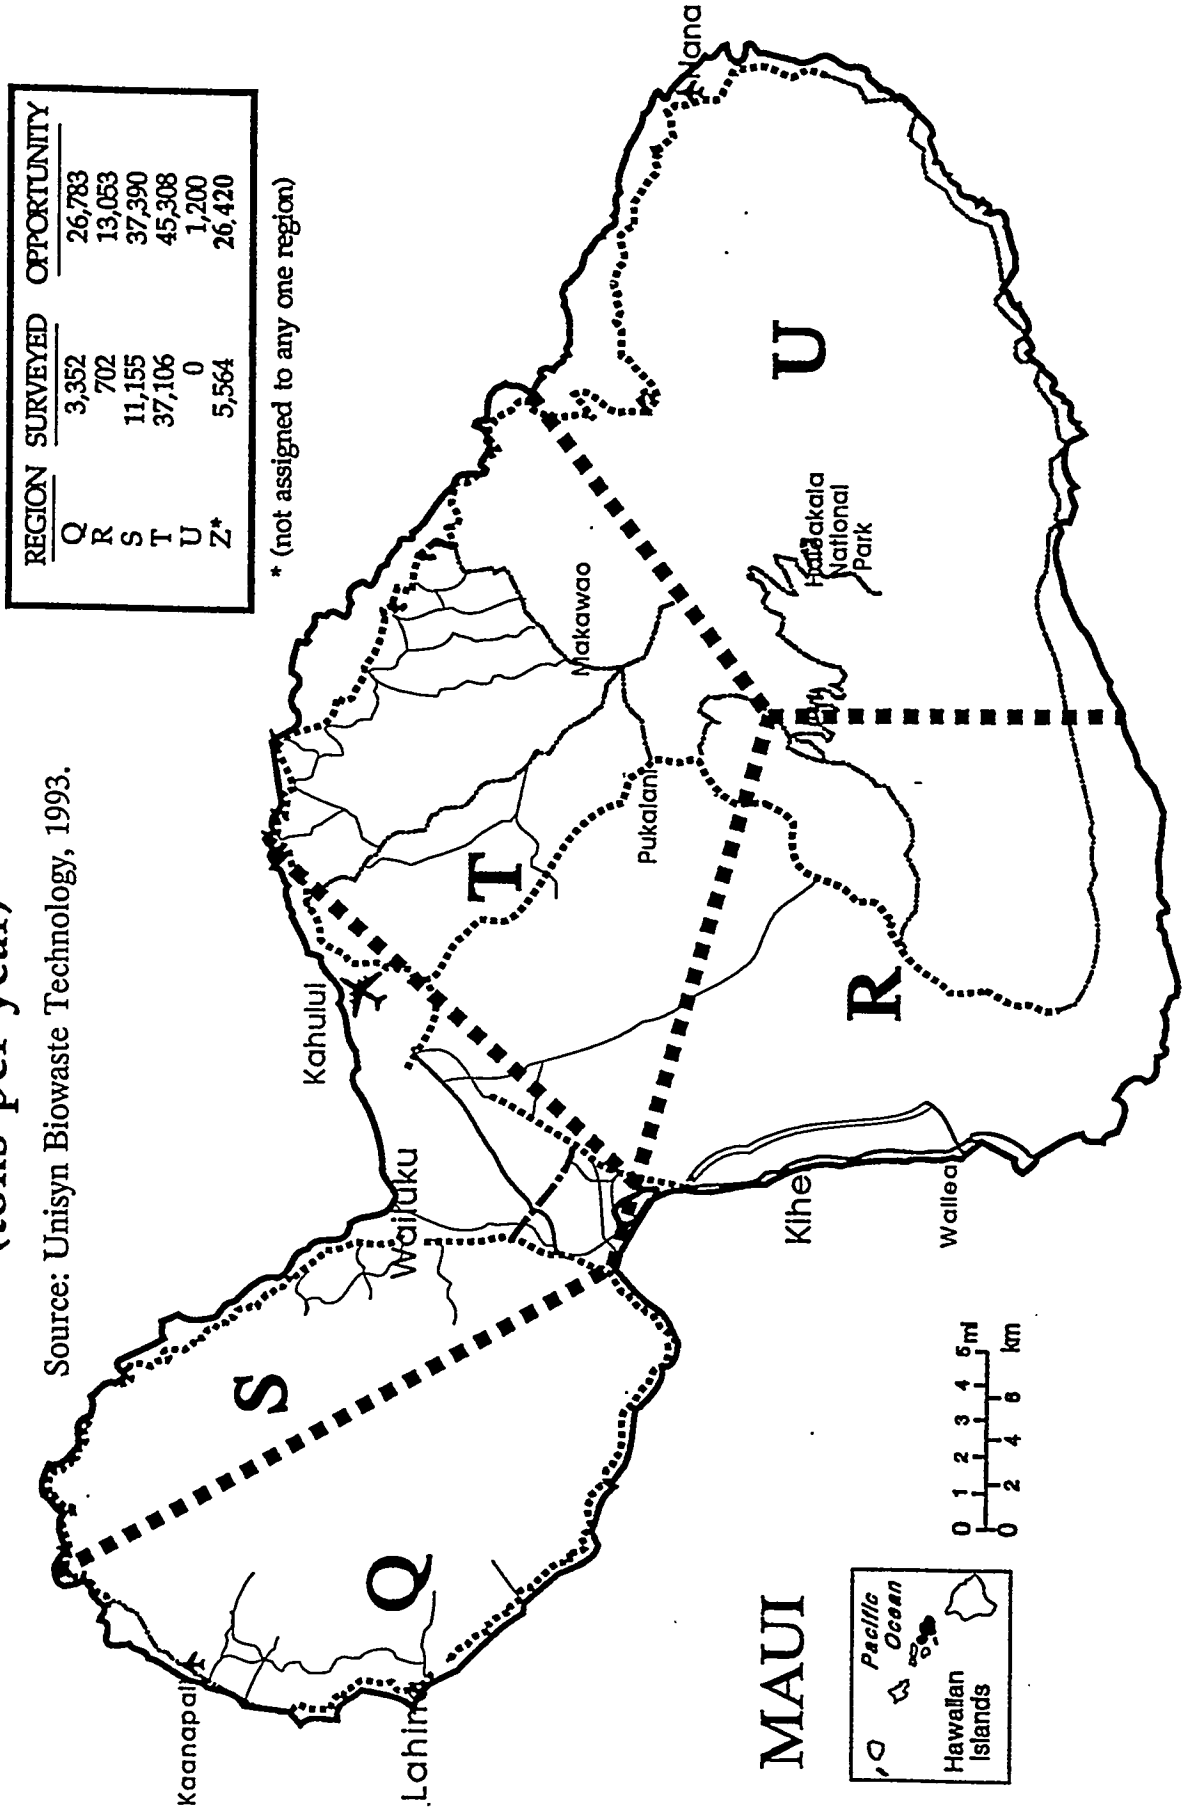 (tons per year)
Source: Unisyn Biowaste Technology, 1993.
REGION SURVEYED OPPORTUNITY
Q 3,352 26,783
R 702 13,053
S 11,155 37,390
T 37,106 45,308
U 0 1,200
Z* 5,564 26,420
* (not assigned to any one region)
Kaanapali
Lahina
Q
S
Wailuku
Kahului
T
Makawao
Pukalani
R
U
Haleakala
National
Park
Hana
Kihe
Wailea
MAUI
Pacific
Ocean
Hawaiian
Islands
0 1 2 3 4 5 mi
0 2 4 6 8 km